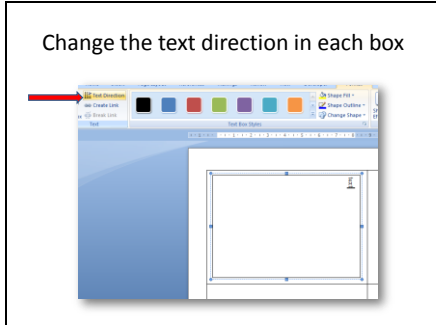 Change the text direction in each box
Text Direction
Shape Fill
Create Link
Shape Outline
Break Link
Change Shape
Text
Text Box Styles